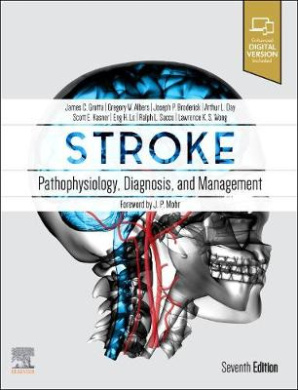 Enhanced
DIGITAL
VERSION
Included
James C. Grotta | Gregory W. Albers | Joseph P. Broderick | Arthur L. Day
Scott E. Kasner | Eng H. Lo | Ralph L. Sacco | Lawrence K. S. Wong
STROKE
Pathophysiology, Diagnosis, and Management
Foreword by J. P. Mohr
Seventh Edition
ELSEVIER